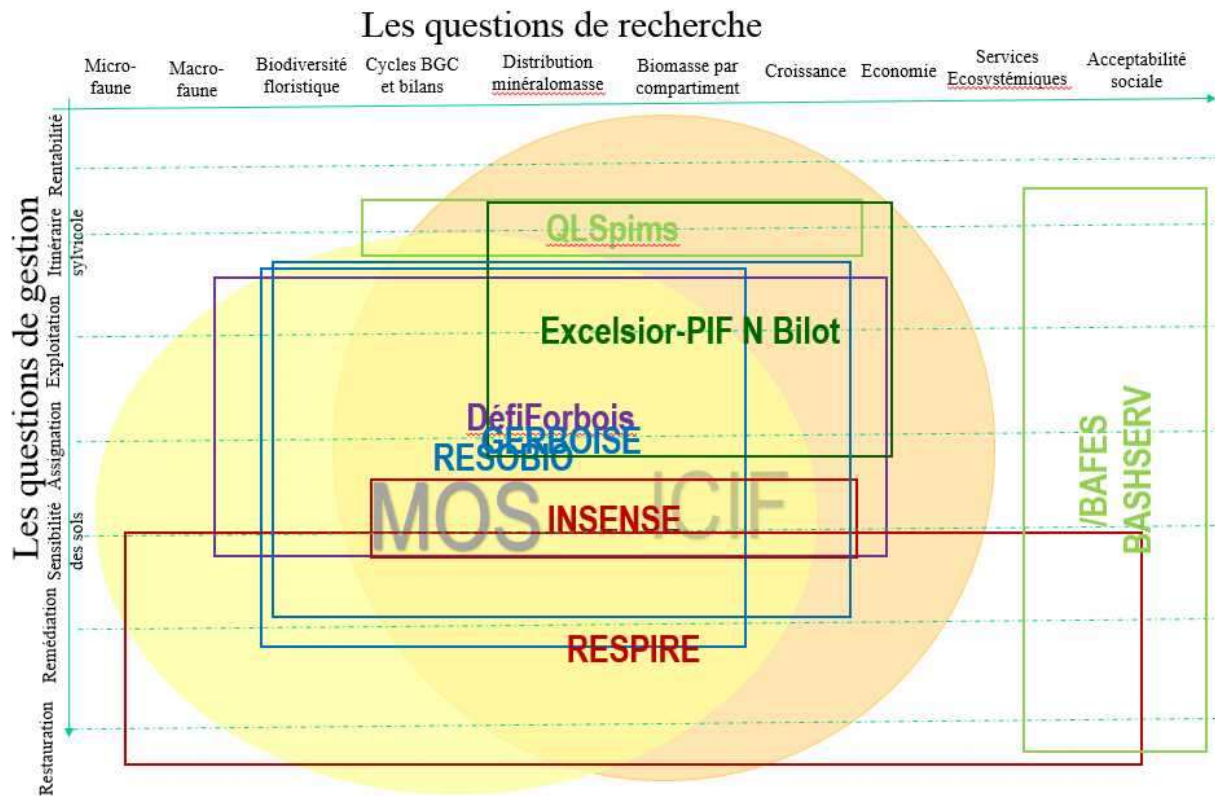 Les questions de recherche
Micro-
faune
Macro-
faune
Biodiversité
floristique
Cycles BGC
et bilans
Distribution
minéralomasse
Biomasse par
compartiment
Croissance
Economie
Services
Ecosystémiques
Acceptabilité
sociale
Les questions de gestion
Rentabilité
Itinéraire
sylvicole
Exploitation
Assignation
Sensibilité
des sols
Remédiation
Restauration
QLSpims
Excelsior-PIF N Bilot
DéfiForbois
GERBOISE
RESOBIO
MOS
ICIF
INSENSE
RESPIRE
/BAFES
BASHSERV